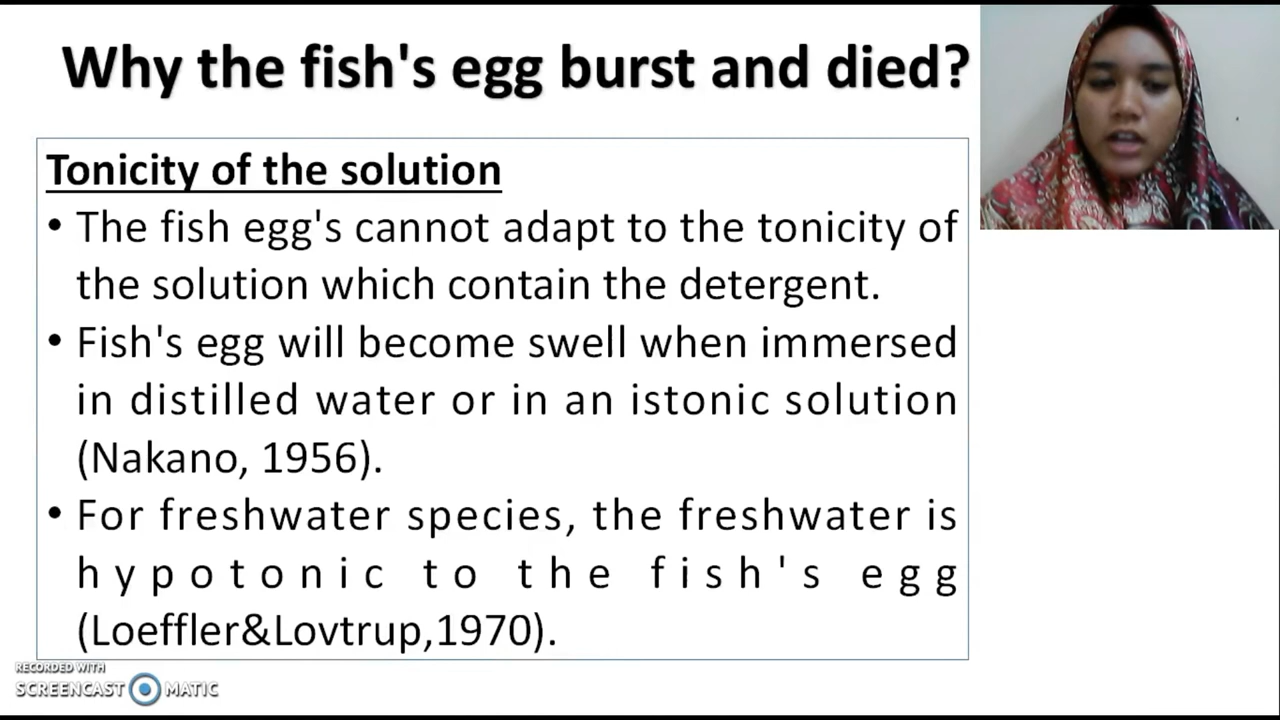 Why the fish's egg burst and died?
Tonicity of the solution
• The fish egg's cannot adapt to the tonicity of
the solution which contain the detergent.
• Fish's egg will become swell when immersed
in distilled water or in an istonic solution
(Nakano, 1956).
• For freshwater species, the freshwater is
hypotonic to the fish's egg
(Loeffler&Lovtrup,1970).
RECORDED WITH
SCREENCAST MATIC